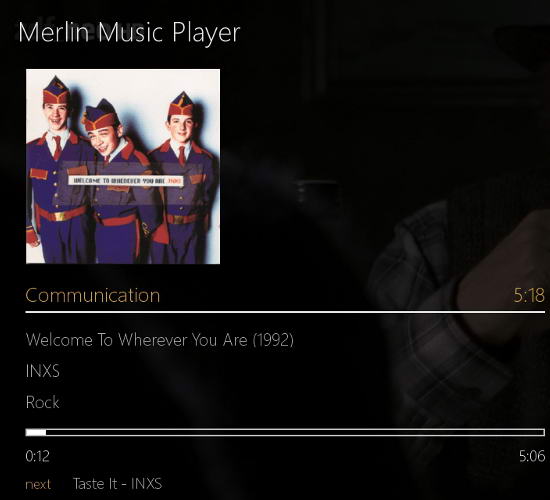 Merlin Music Player
WELCOME TO WHEREVER YOU ARE INXS
Communication 5:18
Welcome To Wherever You Are (1992)
INXS
Rock
0:12 5:06
next Taste It - INXS